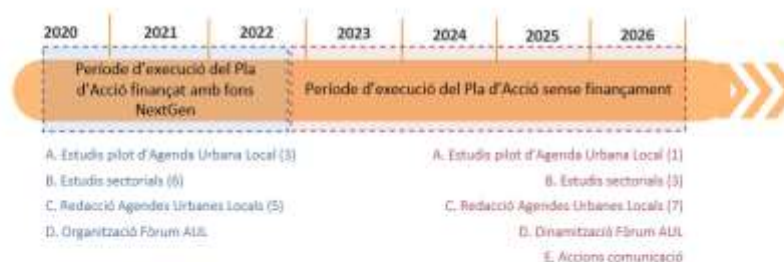 2020 2021 2022 2023 2024 2025 2026
Període d'execució del Pla
d'Acció finançat amb fons
NextGen
Període d'execució del Pla d'Acció sense finançament
A. Estudis pilot d'Agenda Urbana Local (3)
B. Estudis sectorials (6)
C. Redacció Agendes Urbanes Locals (5)
D. Organització Fòrum AUL
A. Estudis pilot d'Agenda Urbana Local (1)
B. Estudis sectorials (3)
C. Redacció Agendes Urbanes Locals (7)
D. Dinamització Fòrum AUL
E. Accions comunicació